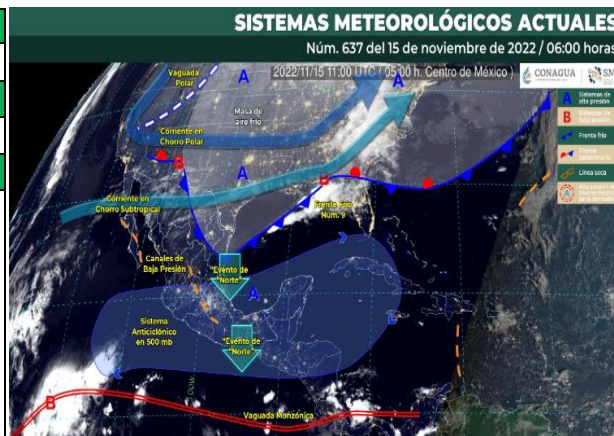 SISTEMAS METEOROLÓGICOS ACTUALES
Núm. 637 del 15 de noviembre de 2022 / 06:00 horas
2022/11/15 11:00 UTC ( 05:00 h. Centro de México )
CONAGUA
SM
Vaguada
Polar
A
A
A
Sistemas de
alta presión
Masa de
aire frío
B
Sistemas de
baja presión
Corriente en
Chorro Polar
Frente frío
B
A
Frente
estacionario
Línea seca
B
A
Corriente en
Chorro Subtropical
Frente Frío
Núm. 9
Canales de
Baja Presión
"Evento de
"Norte"
A
Sistema
Anticiclónico
en 500 mb
"Evento de
"Norte"
B
Vaguada Monzónica